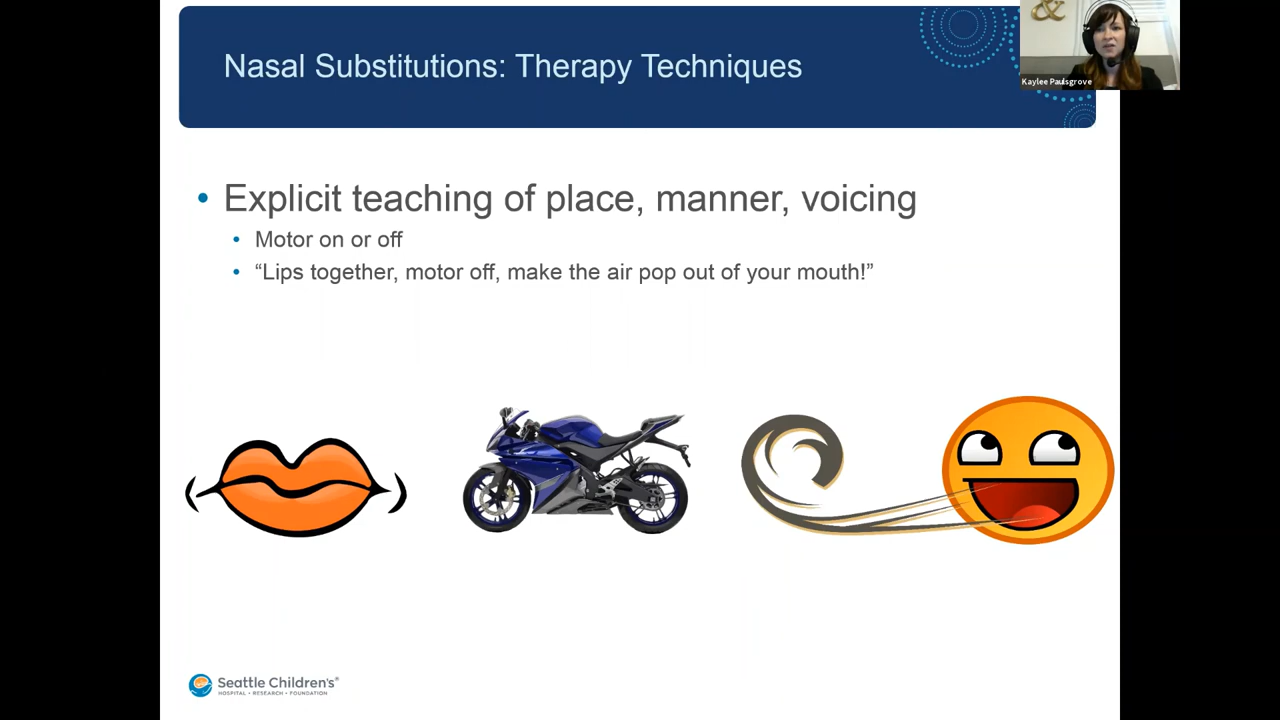 Nasal Substitutions: Therapy Techniques
Kaylee Paulsgrove
• Explicit teaching of place, manner, voicing
• Motor on or off
• “Lips together, motor off, make the air pop out of your mouth!”
Seattle Children's®
HOSPITAL • RESEARCH • FOUNDATION